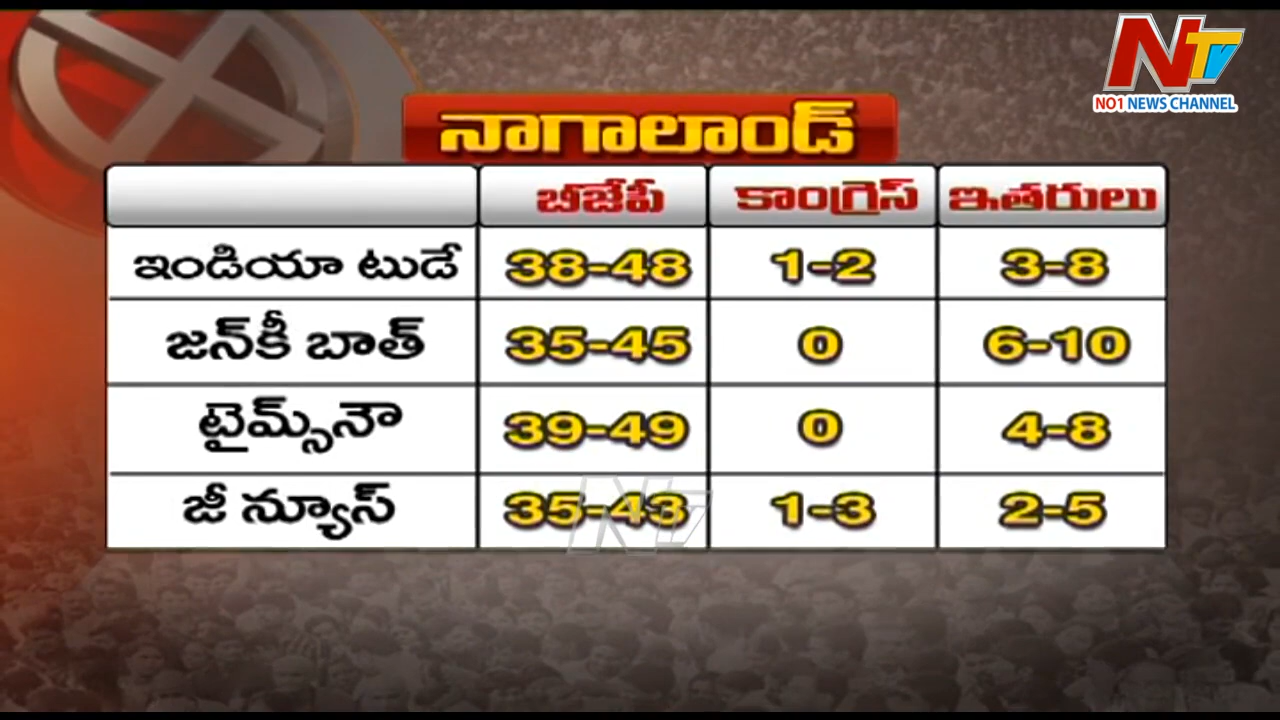 NTV
NO1 NEWS CHANNEL
నాగాలాండ్
బీజేపీ కాంగ్రెస్ ఇతరులు
ఇండియా టుడే 38-48 1-2 3-8
జన్‌కీ బాత్ 35-45 0 6-10
టైమ్స్‌నౌ 39-49 0 4-8
జీ న్యూస్ 35-43 1-3 2-5
NTV